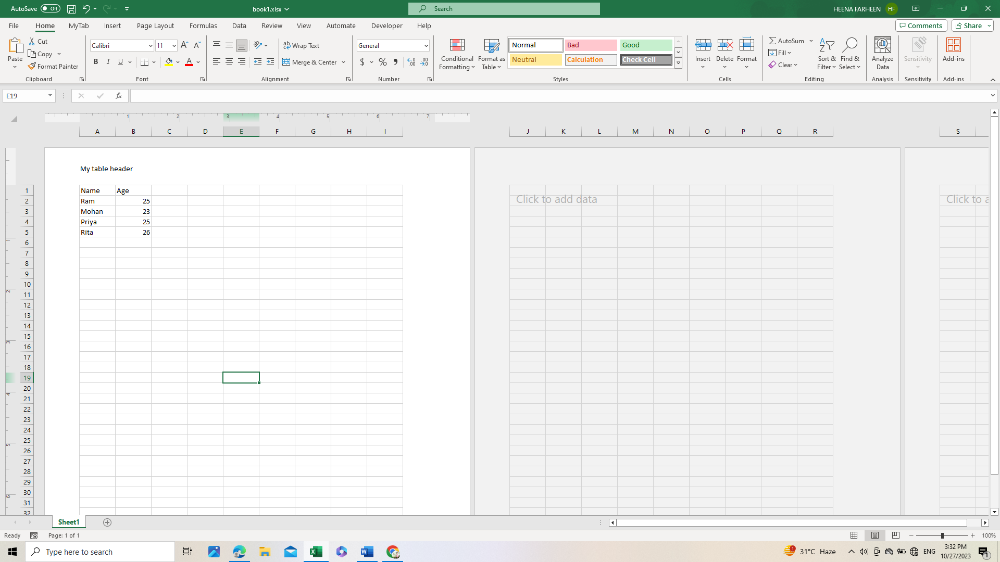 AutoSave Off book1.xlsx Search HEENA FARHEEN HF
File Home MyTab Insert Page Layout Formulas Data Review View Automate Developer Help Comments Share
Paste Cut Copy Format Painter Clipboard
Calibri 11 B I U A Font
Wrap Text Merge & Center Alignment
General $ % Number
Conditional Formatting Format as Table Normal Bad Good Neutral Calculation Check Cell Styles
Insert Delete Format Cells
AutoSum Fill Clear Sort & Filter Find & Select Editing
Analyze Data Analysis Sensitivity Sensitivity Add-ins Add-ins
E19 fx
1 2 3 4 5 6 7
A B C D E F G H I J K L M N O P Q R S
My table header
1 Name Age
2 Ram 25 Click to add data Click to a
3 Mohan 23
4 Priya 25
5 Rita 26
6
7
8
9
10
11
12
13
14
15
16
17
18
19
20
21
22
23
24
25
26
27
28
29
30
31
32
Sheet1
Ready Page: 1 of 1 100%
Type here to search 31°C Haze ENG 3:32 PM
10/27/2023